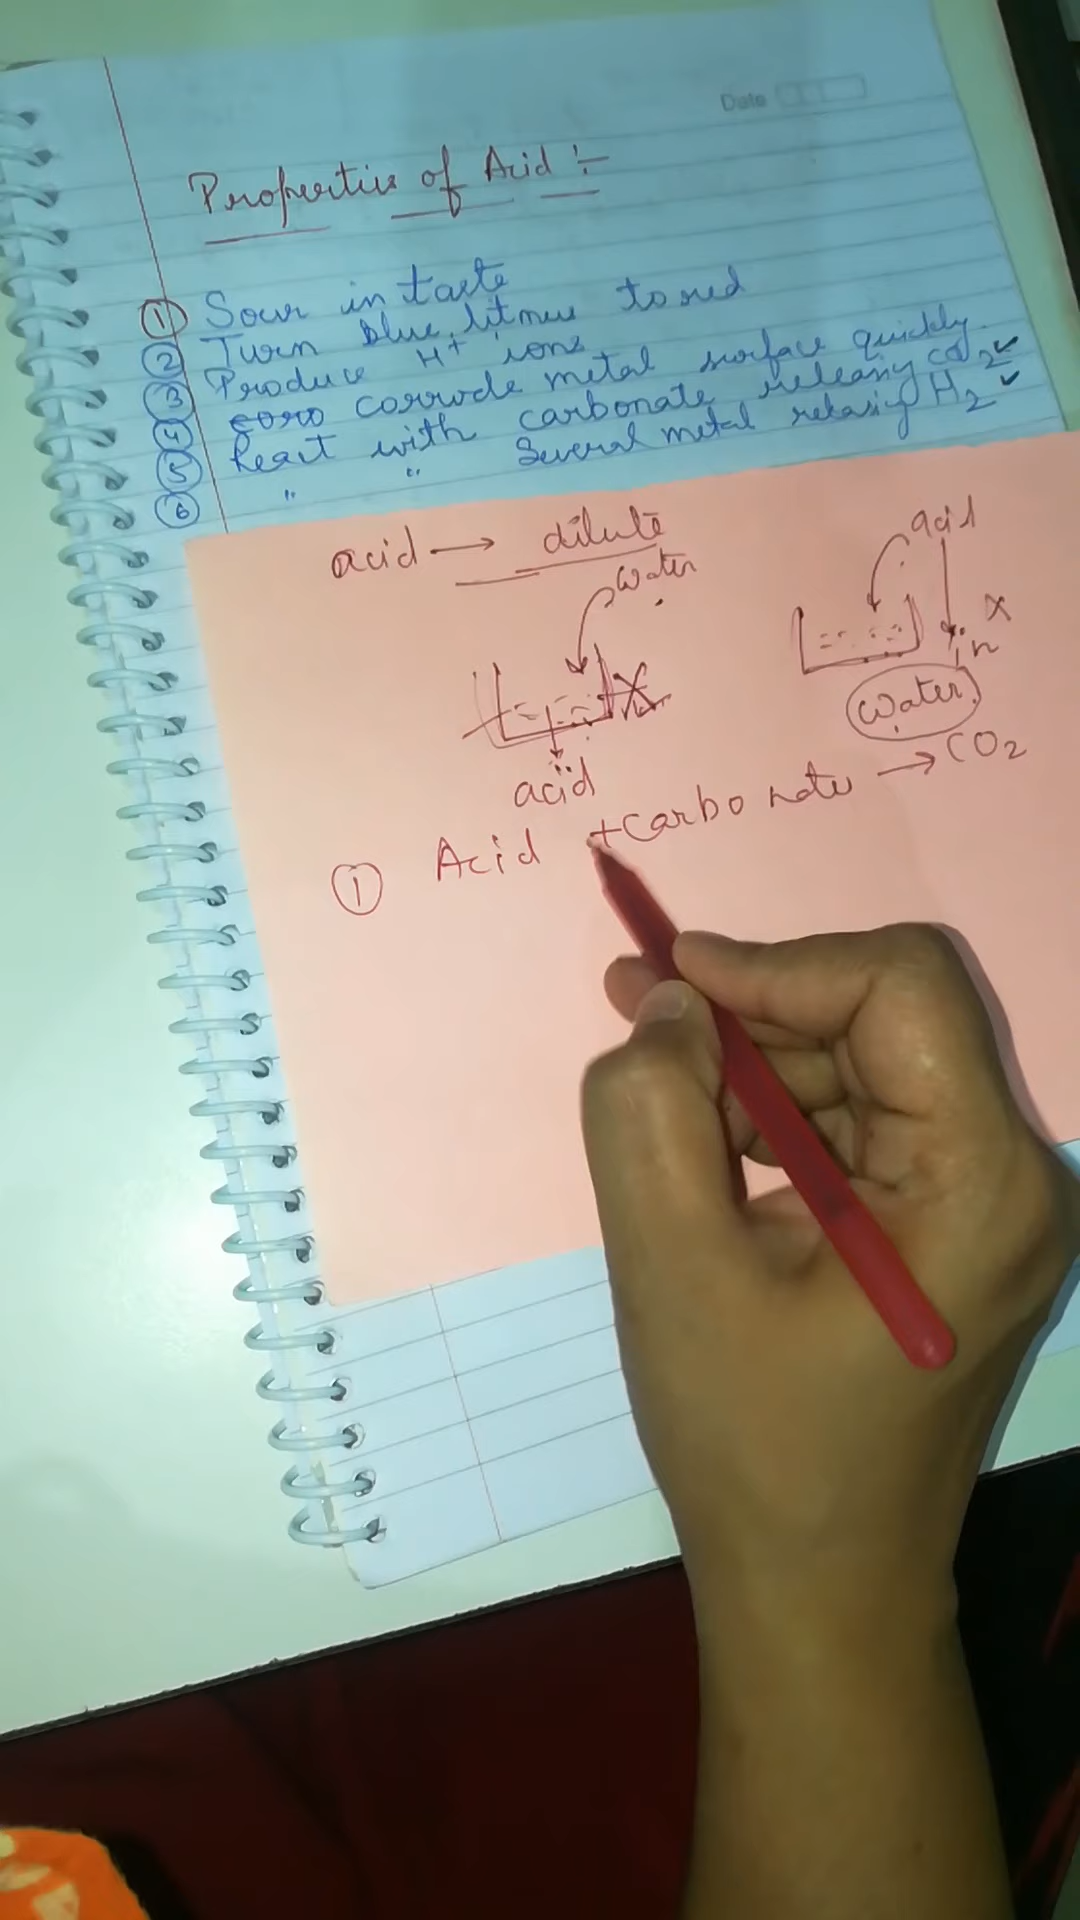 Date
Properties of Acid :-
① Sour in taste
② Turn blue litmus to red
③ Produce H+ ions
④ corrode metal surface quickly.
⑤ React with carbonate releasing CO2
⑥ " " Several metal relasing H2
acid → dilute
water
acid
acid
in
x
water
① Acid + Carbonate → CO2